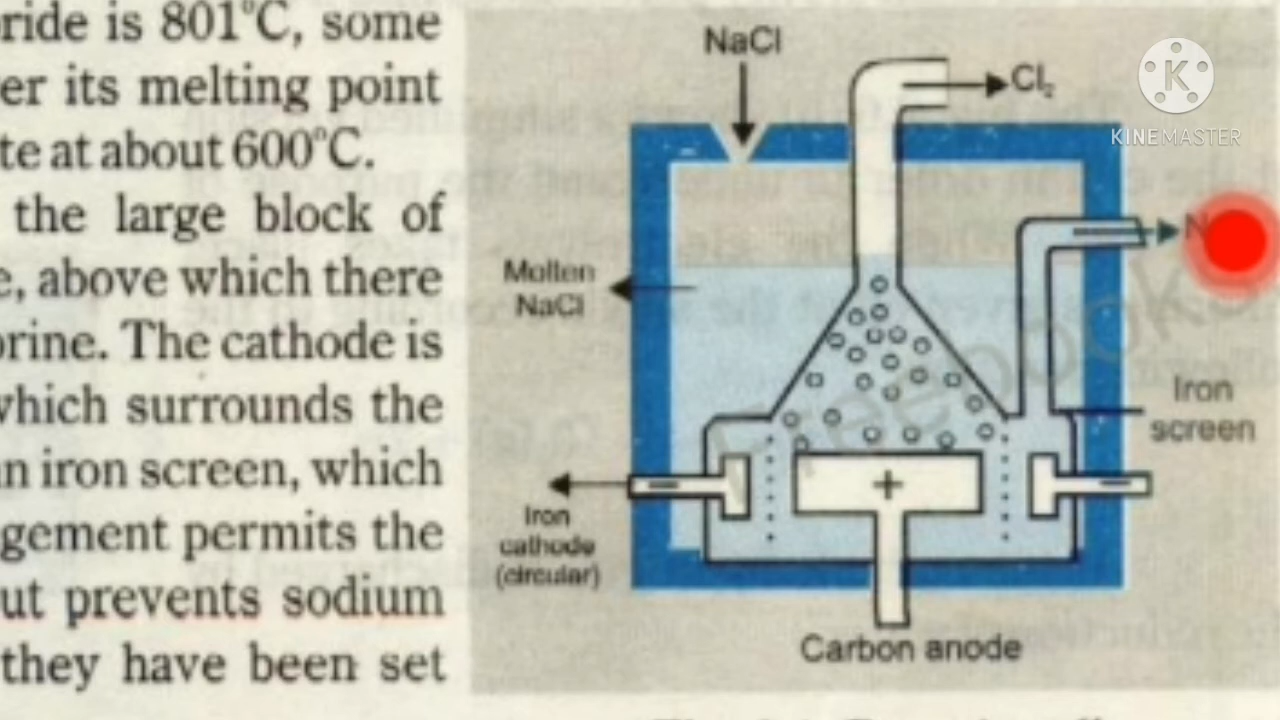 ride is 801°C, some
er its melting point
te at about 600°C.
the large block of
e, above which there
orine. The cathode is
which surrounds the
an iron screen, which
gement permits the
ut prevents sodium
they have been set
NaCl
Cl₂
N
Molten
NaCl
Iron
screen
Iron
cathode
(circular)
Carbon anode
+
K
KINEMASTER